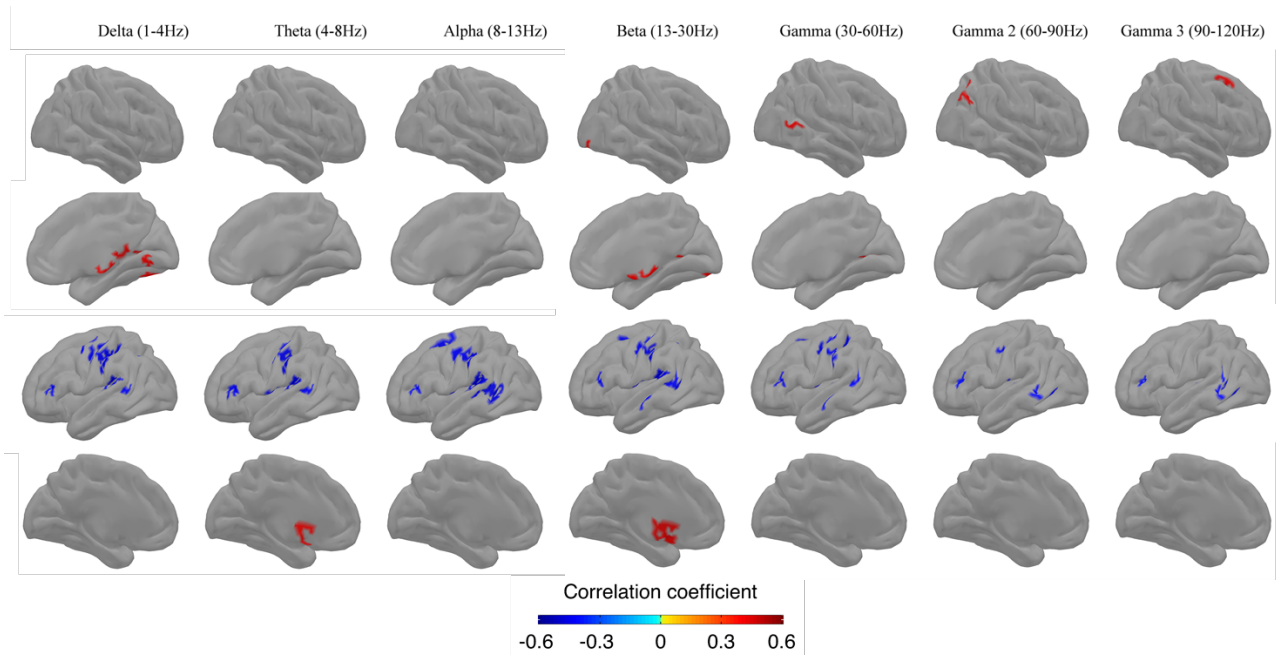 Delta (1-4Hz) Theta (4-8Hz) Alpha (8-13Hz) Beta (13-30Hz) Gamma (30-60Hz) Gamma 2 (60-90Hz) Gamma 3 (90-120Hz)
Correlation coefficient
-0.6 -0.3 0 0.3 0.6